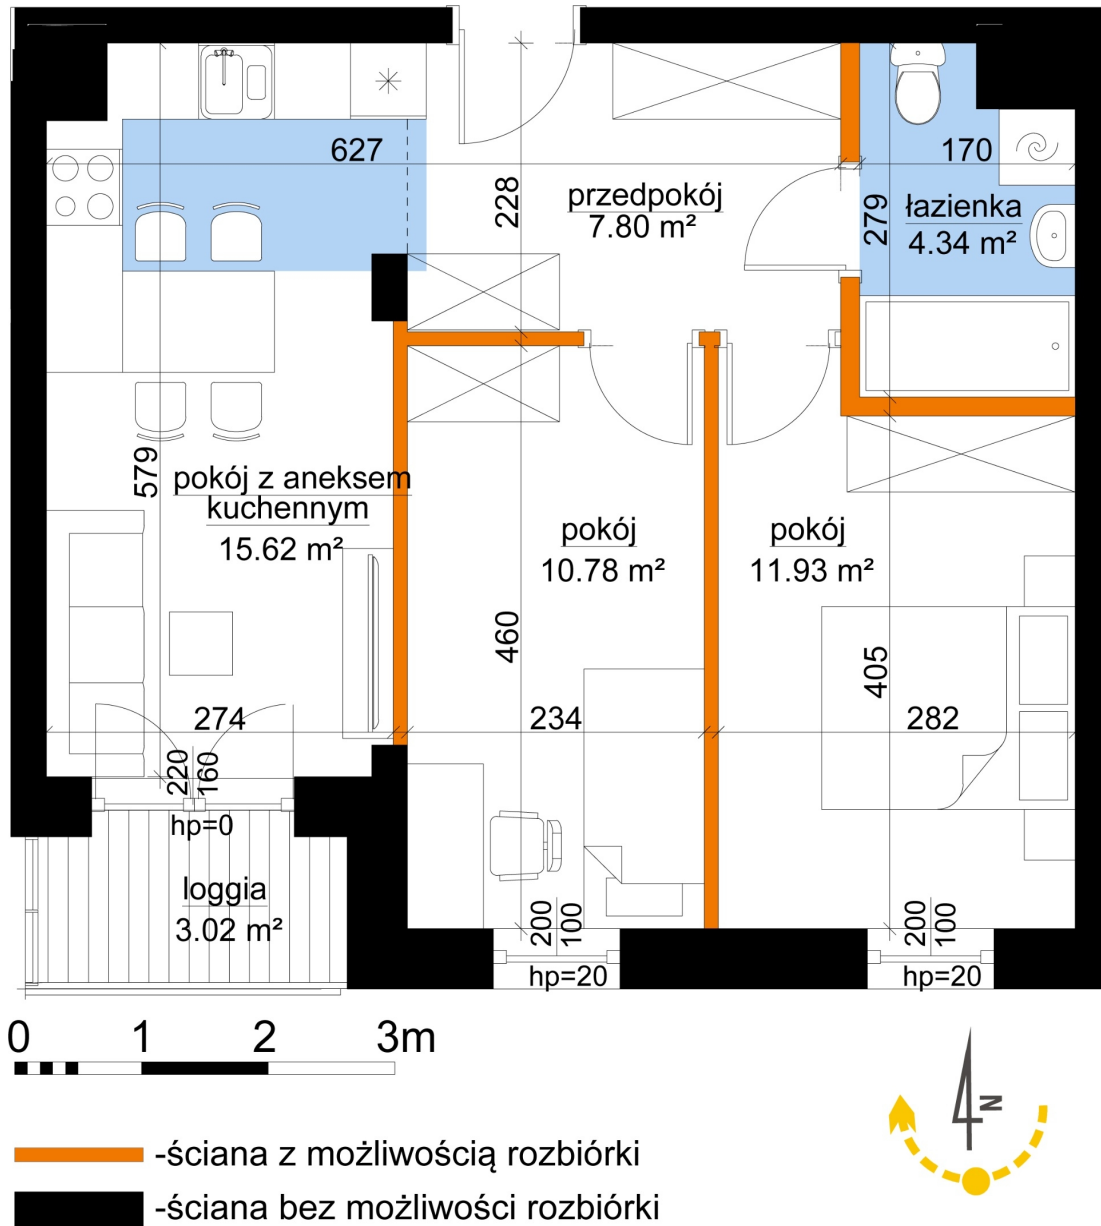 627
170
przedpokój
7.80 m²
228
279
łazienka
4.34 m²
579
pokój z aneksem
kuchennym
15.62 m²
pokój
10.78 m²
pokój
11.93 m²
460
405
274
234
282
220
160
hp=0
loggia
3.02 m²
200
100
hp=20
200
100
hp=20
0 1 2 3m
N
-ściana z możliwością rozbiórki
-ściana bez możliwości rozbiórki